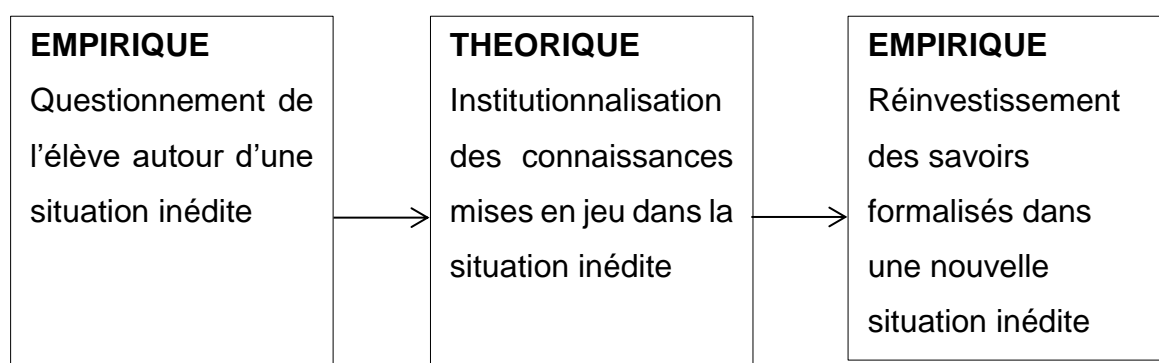 EMPIRIQUE
Questionnement de
l’élève autour d’une
situation inédite
THEORIQUE
Institutionnalisation
des connaissances
mises en jeu dans la
situation inédite
EMPIRIQUE
Réinvestissement
des savoirs
formalisés dans
une nouvelle
situation inédite